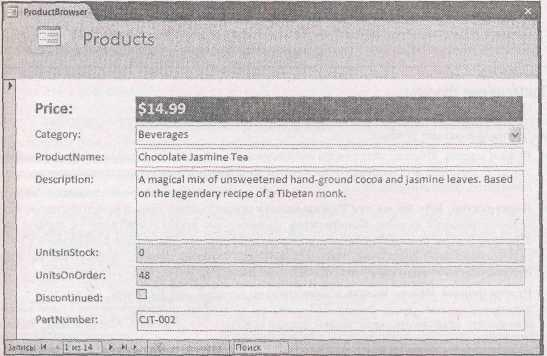 ProductBrowser
Products
Price: $14.99
Category: Beverages
ProductName: Chocolate Jasmine Tea
Description: A magical mix of unsweetened hand-ground cocoa and jasmine leaves. Based
on the legendary recipe of a Tibetan monk.
UnitsInStock: 0
UnitsOnOrder: 48
Discontinued:
PartNumber: CJT-002
Записи: 1 из 14 Поиск